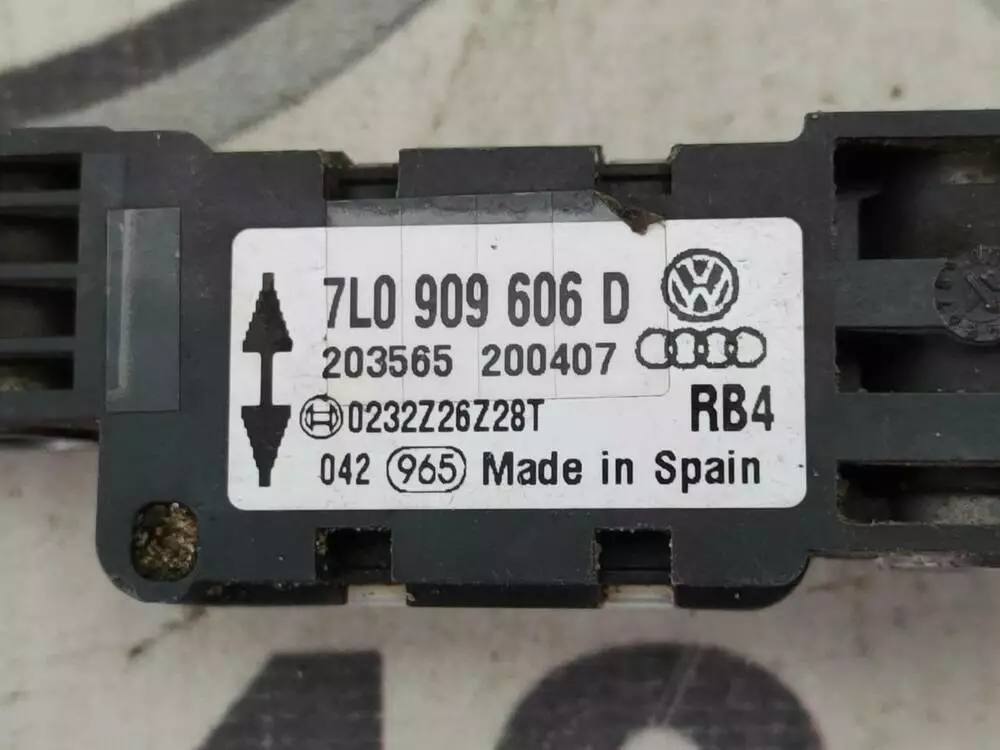 7L0 909 606 D
203565 200407
0232Z26Z28T RB4
042 965 Made in Spain